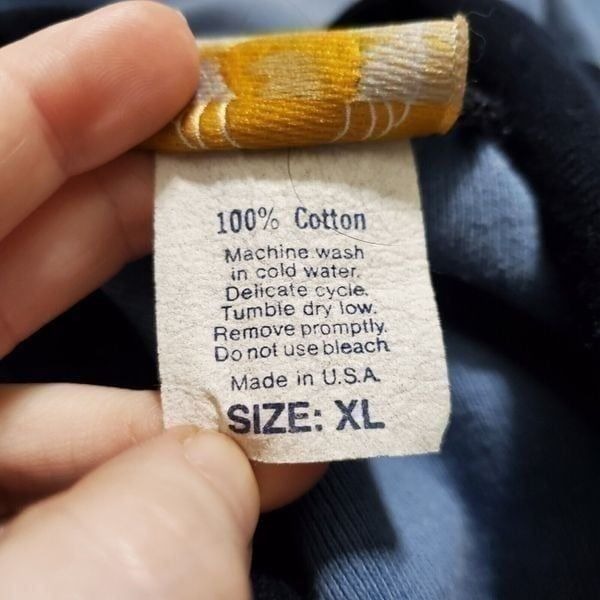 100% Cotton
Machine wash
in cold water.
Delicate cycle.
Tumble dry low.
Remove promptly.
Do not use bleach
Made in U.S.A.
SIZE: XL